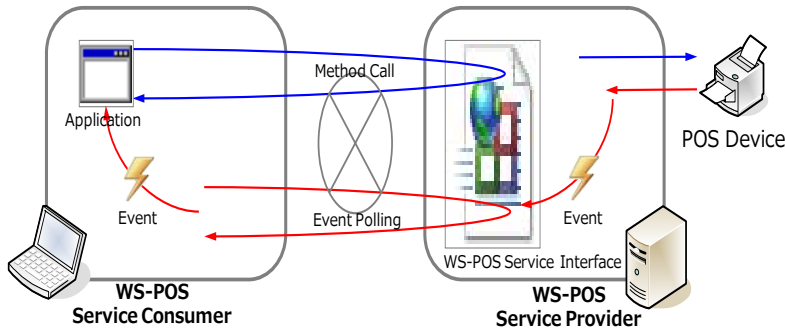 Method Call
Application
POS Device
Event
Event Polling
Event
WS-POS Service Interface
WS-POS
Service Consumer
WS-POS
Service Provider